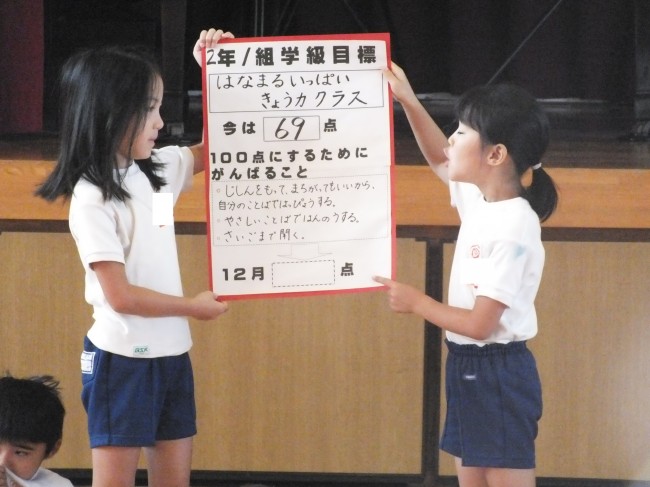 2年1組学級目標
はなまるいっぱい
きょう力クラス
今は 69 点
100点にするために
がんばること
・じしんをもって、まちがってもいいから、
自分のことばではっぴょうする。
・やさしいことばではんのうする。
・さいごまで聞く。
12月 点